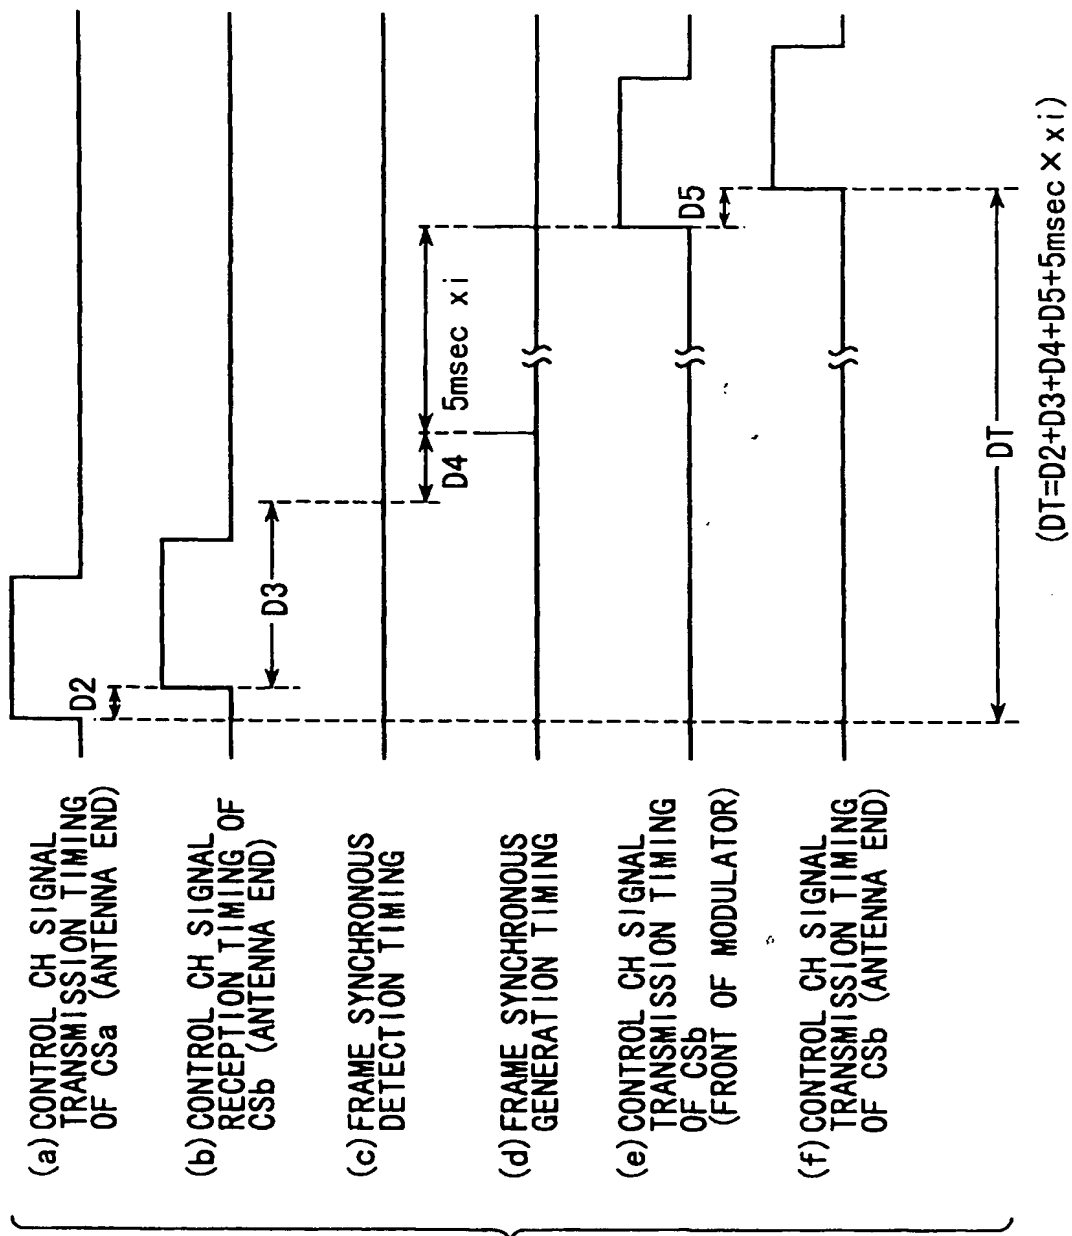 (a) CONTROL CH SIGNAL
TRANSMISSION TIMING
OF CSa (ANTENNA END)
(b) CONTROL CH SIGNAL
RECEPTION TIMING OF
CSb (ANTENNA END)
(c) FRAME SYNCHRONOUS
DETECTION TIMING
(d) FRAME SYNCHRONOUS
GENERATION TIMING
(e) CONTROL CH SIGNAL
TRANSMISSION TIMING
OF CSb
(FRONT OF MODULATOR)
(f) CONTROL CH SIGNAL
TRANSMISSION TIMING
OF CSb (ANTENNA END)
D2
D3
D4
5msec xi
D5
DT
(DT=D2+D3+D4+D5+5msec × xi)